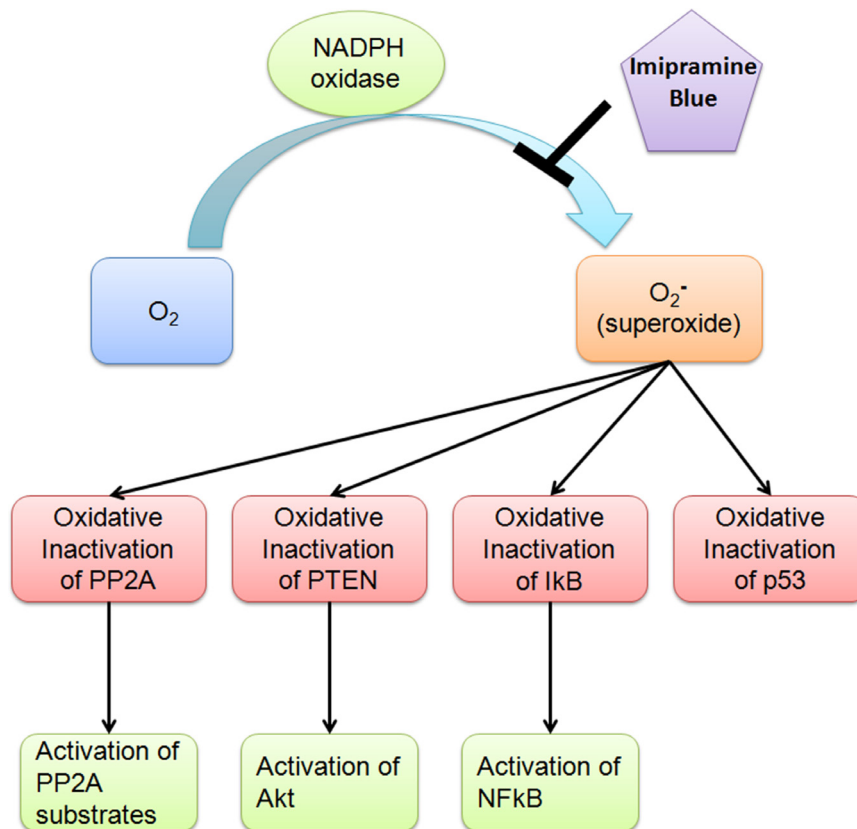 NADPH
oxidase
Imipramine
Blue
O₂
O₂⁻
(superoxide)
Oxidative
Inactivation
of PP2A
Oxidative
Inactivation
of PTEN
Oxidative
Inactivation
of IkB
Oxidative
Inactivation
of p53
Activation of
PP2A
substrates
Activation of
Akt
Activation of
NFkB